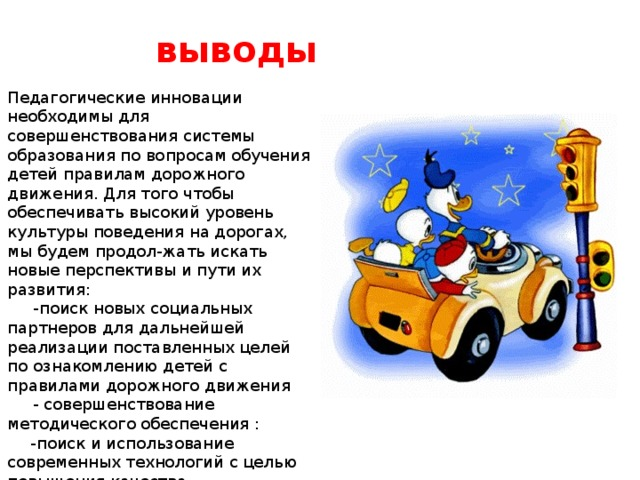 выводы
Педагогические инновации
необходимы для
совершенствования системы
образования по вопросам обучения
детей правилам дорожного
движения. Для того чтобы
обеспечивать высокий уровень
культуры поведения на дорогах,
мы будем продол-жать искать
новые перспективы и пути их
развития:
-поиск новых социальных
партнеров для дальнейшей
реализации поставленных целей
по ознакомлению детей с
правилами дорожного движения
- совершенствование
методического обеспечения :
-поиск и использование
современных технологий с целью
повышения качества